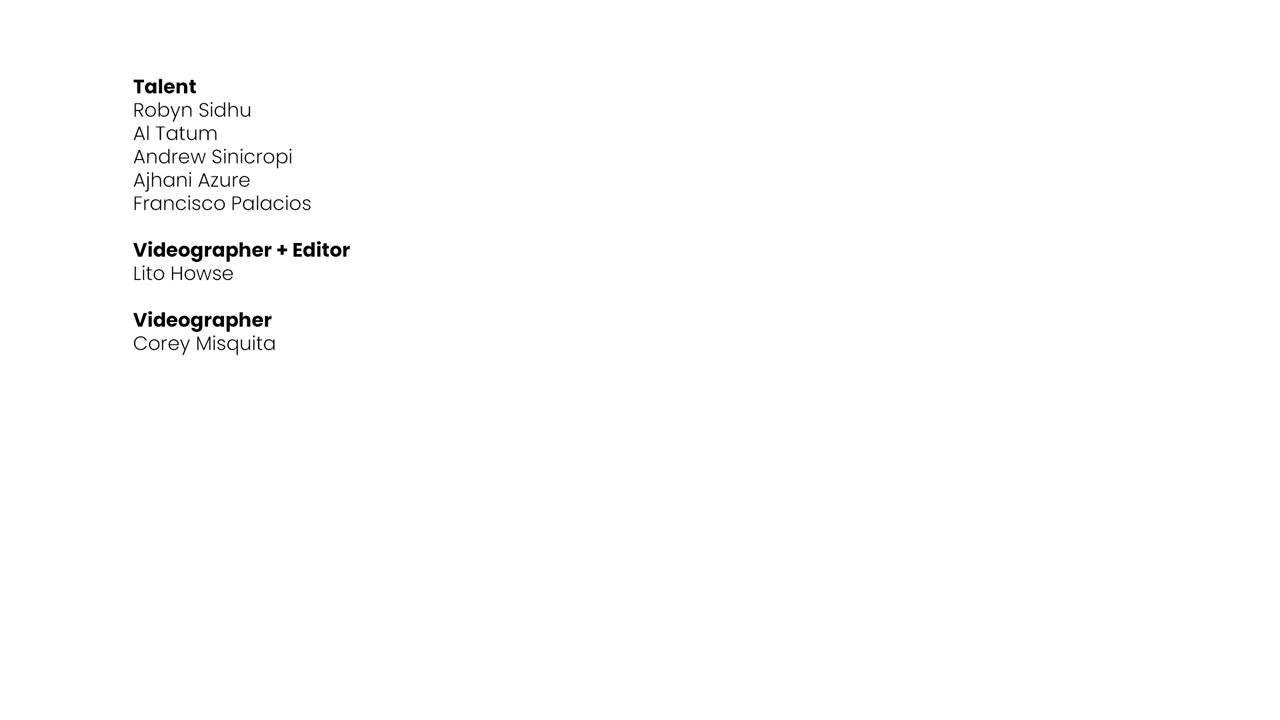 Talent
Robyn Sidhu
Al Tatum
Andrew Sinicropi
Ajhani Azure
Francisco Palacios
Videographer + Editor
Lito Howse
Videographer
Corey Misquita